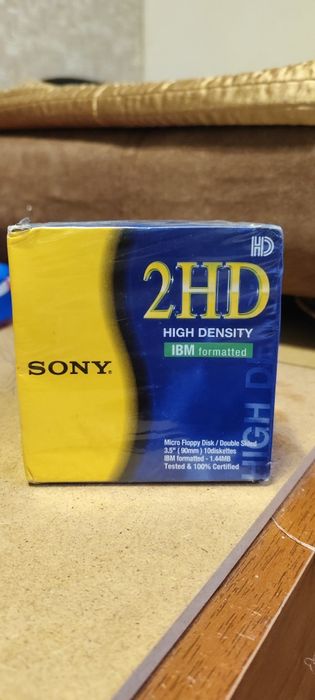 HD
2HD
HIGH DENSITY
IBM formatted
SONY
Micro Floppy Disk / Double Sided
3.5" ( 90mm ) 10diskettes
IBM formatted - 1.44MB
Tested & 100% Certified
HIGH D